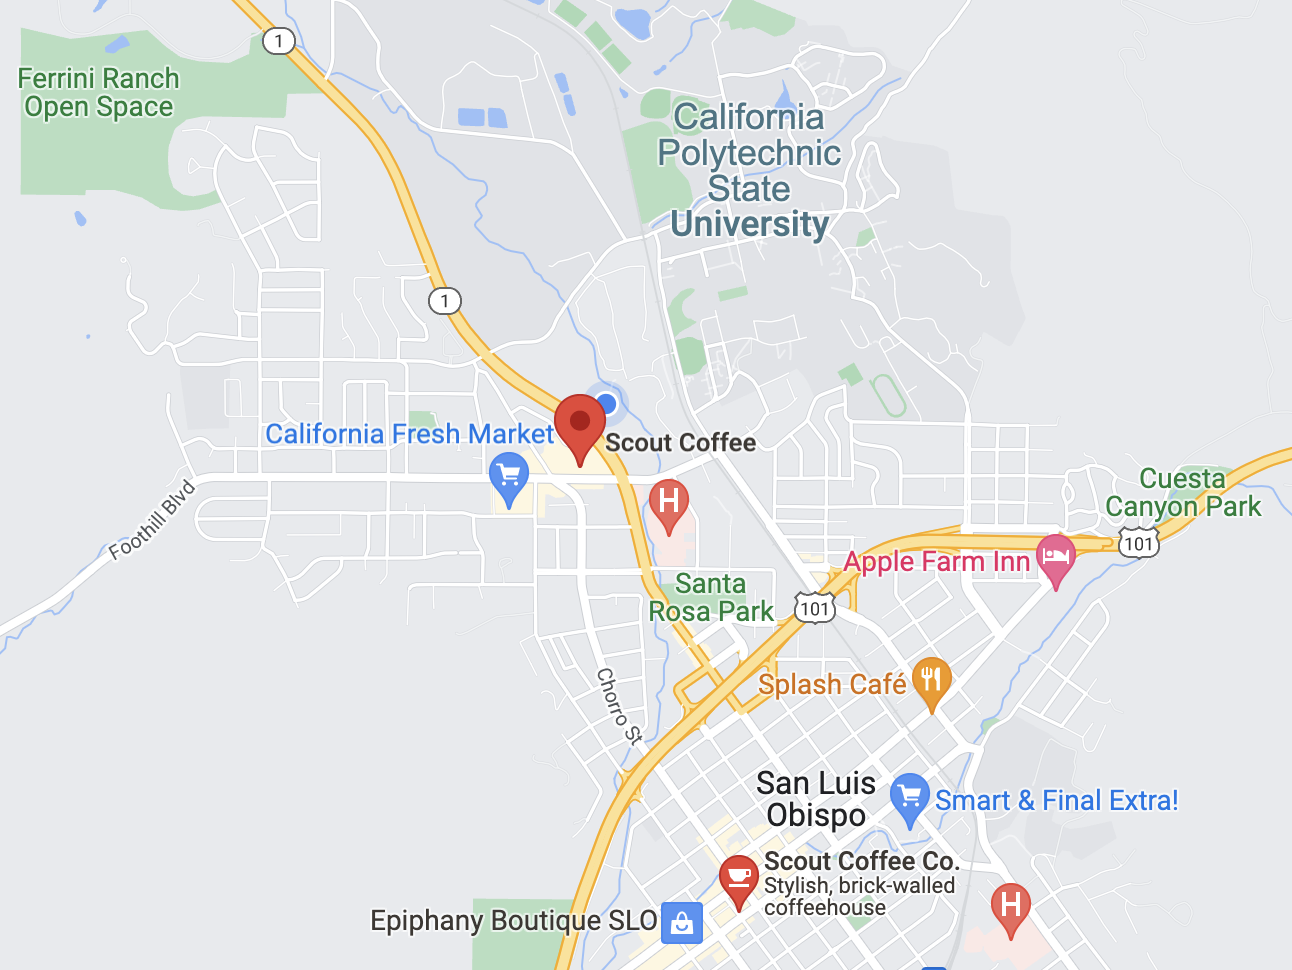 1
Ferrini Ranch
Open Space
California
Polytechnic
State
University
1
California Fresh Market
Scout Coffee
H
Foothill Blvd
Cuesta
Canyon Park
101
Apple Farm Inn
Santa
Rosa Park
101
Splash Café
Chorro St
San Luis
Obispo
Smart & Final Extra!
Scout Coffee Co.
Stylish, brick-walled
coffeehouse
Epiphany Boutique SLO
H